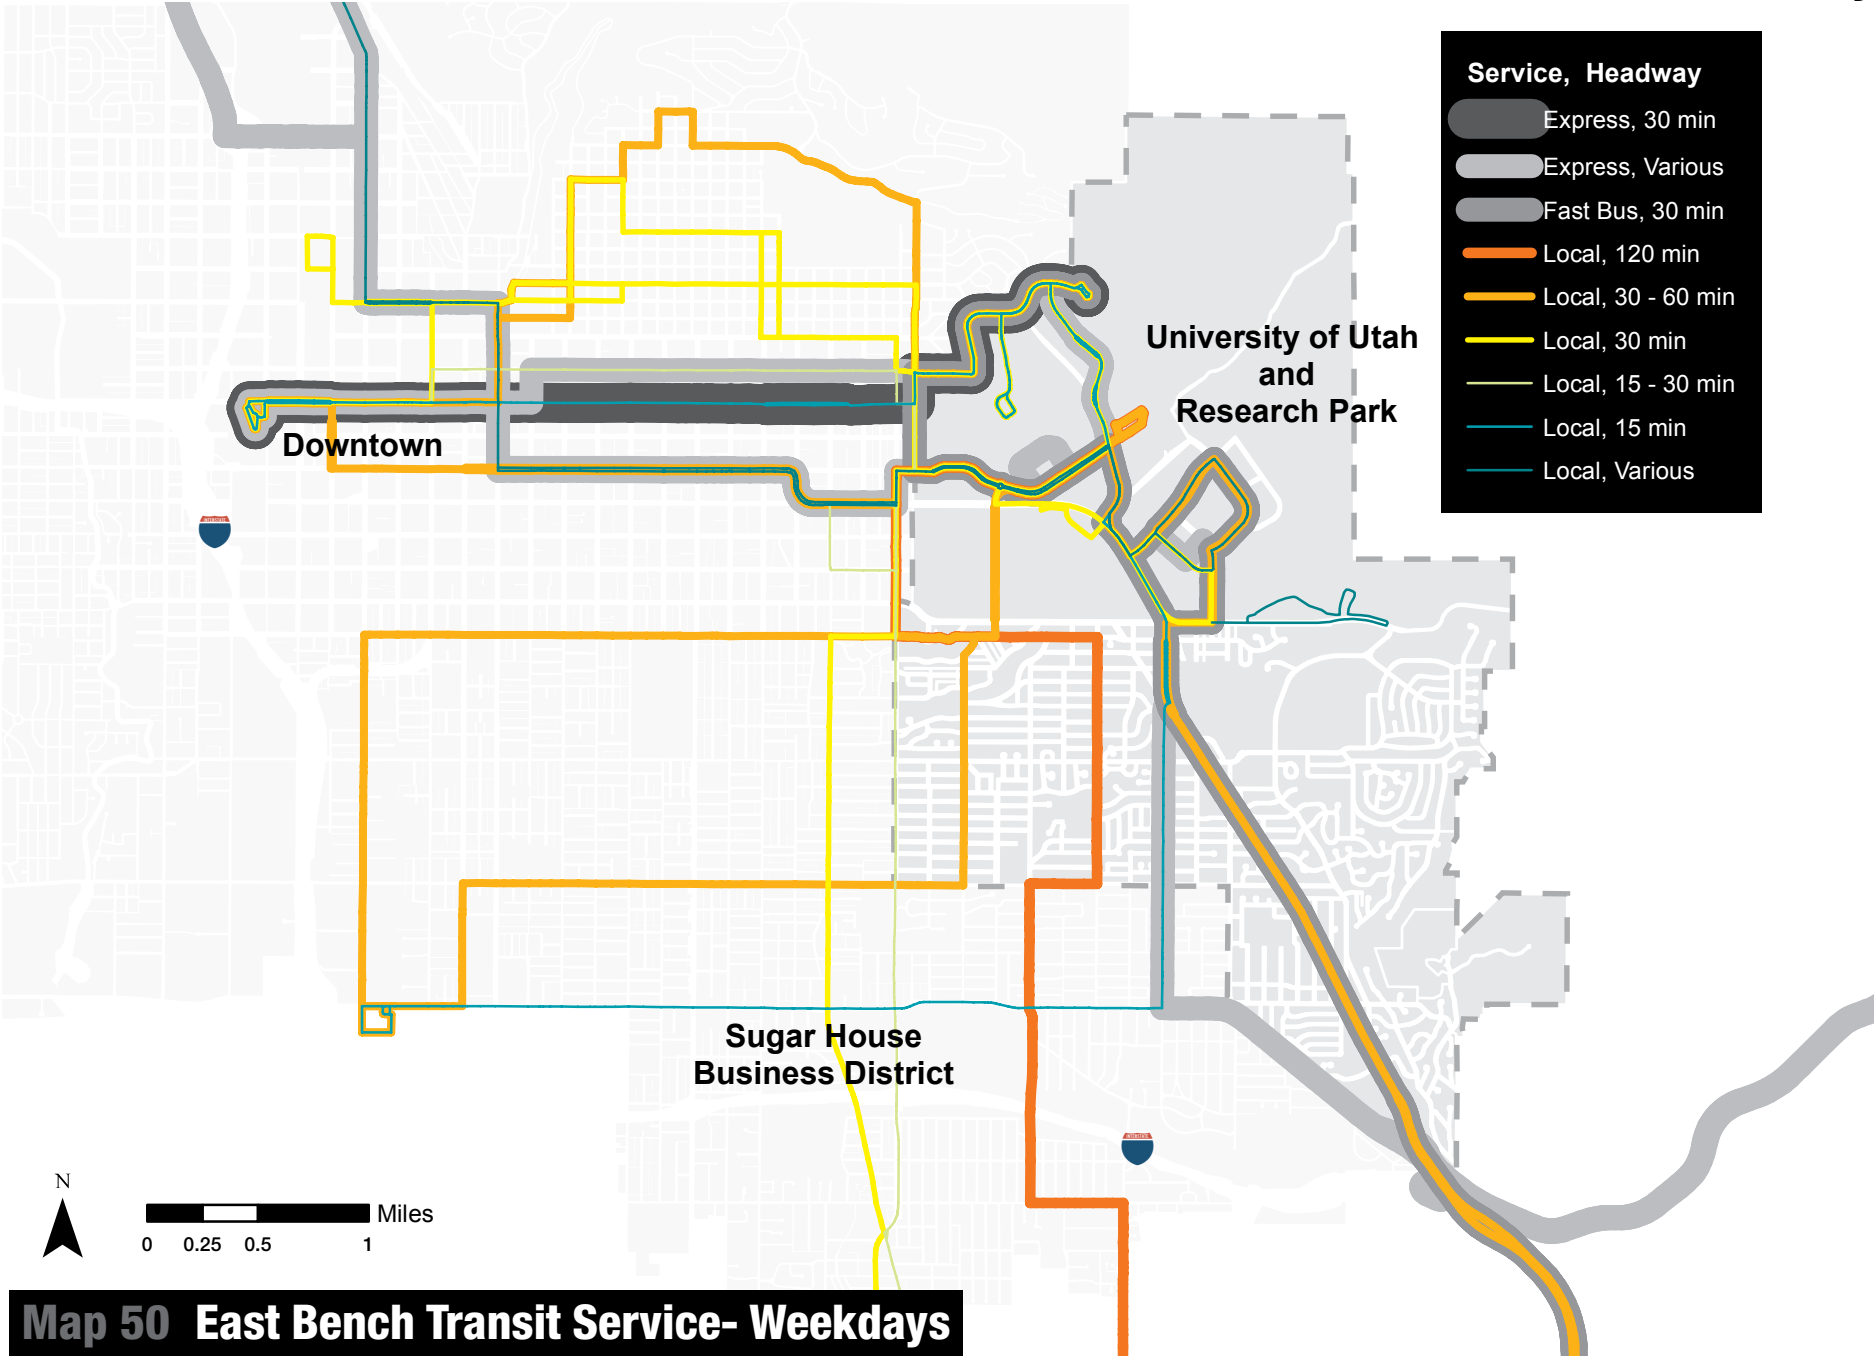 Service, Headway
Express, 30 min
Express, Various
Fast Bus, 30 min
Local, 120 min
Local, 30 - 60 min
Local, 30 min
Local, 15 - 30 min
Local, 15 min
Local, Various
University of Utah
and
Research Park
Downtown
Sugar House
Business District
N
Miles
0 0.25 0.5 1
Map 50 East Bench Transit Service- Weekdays